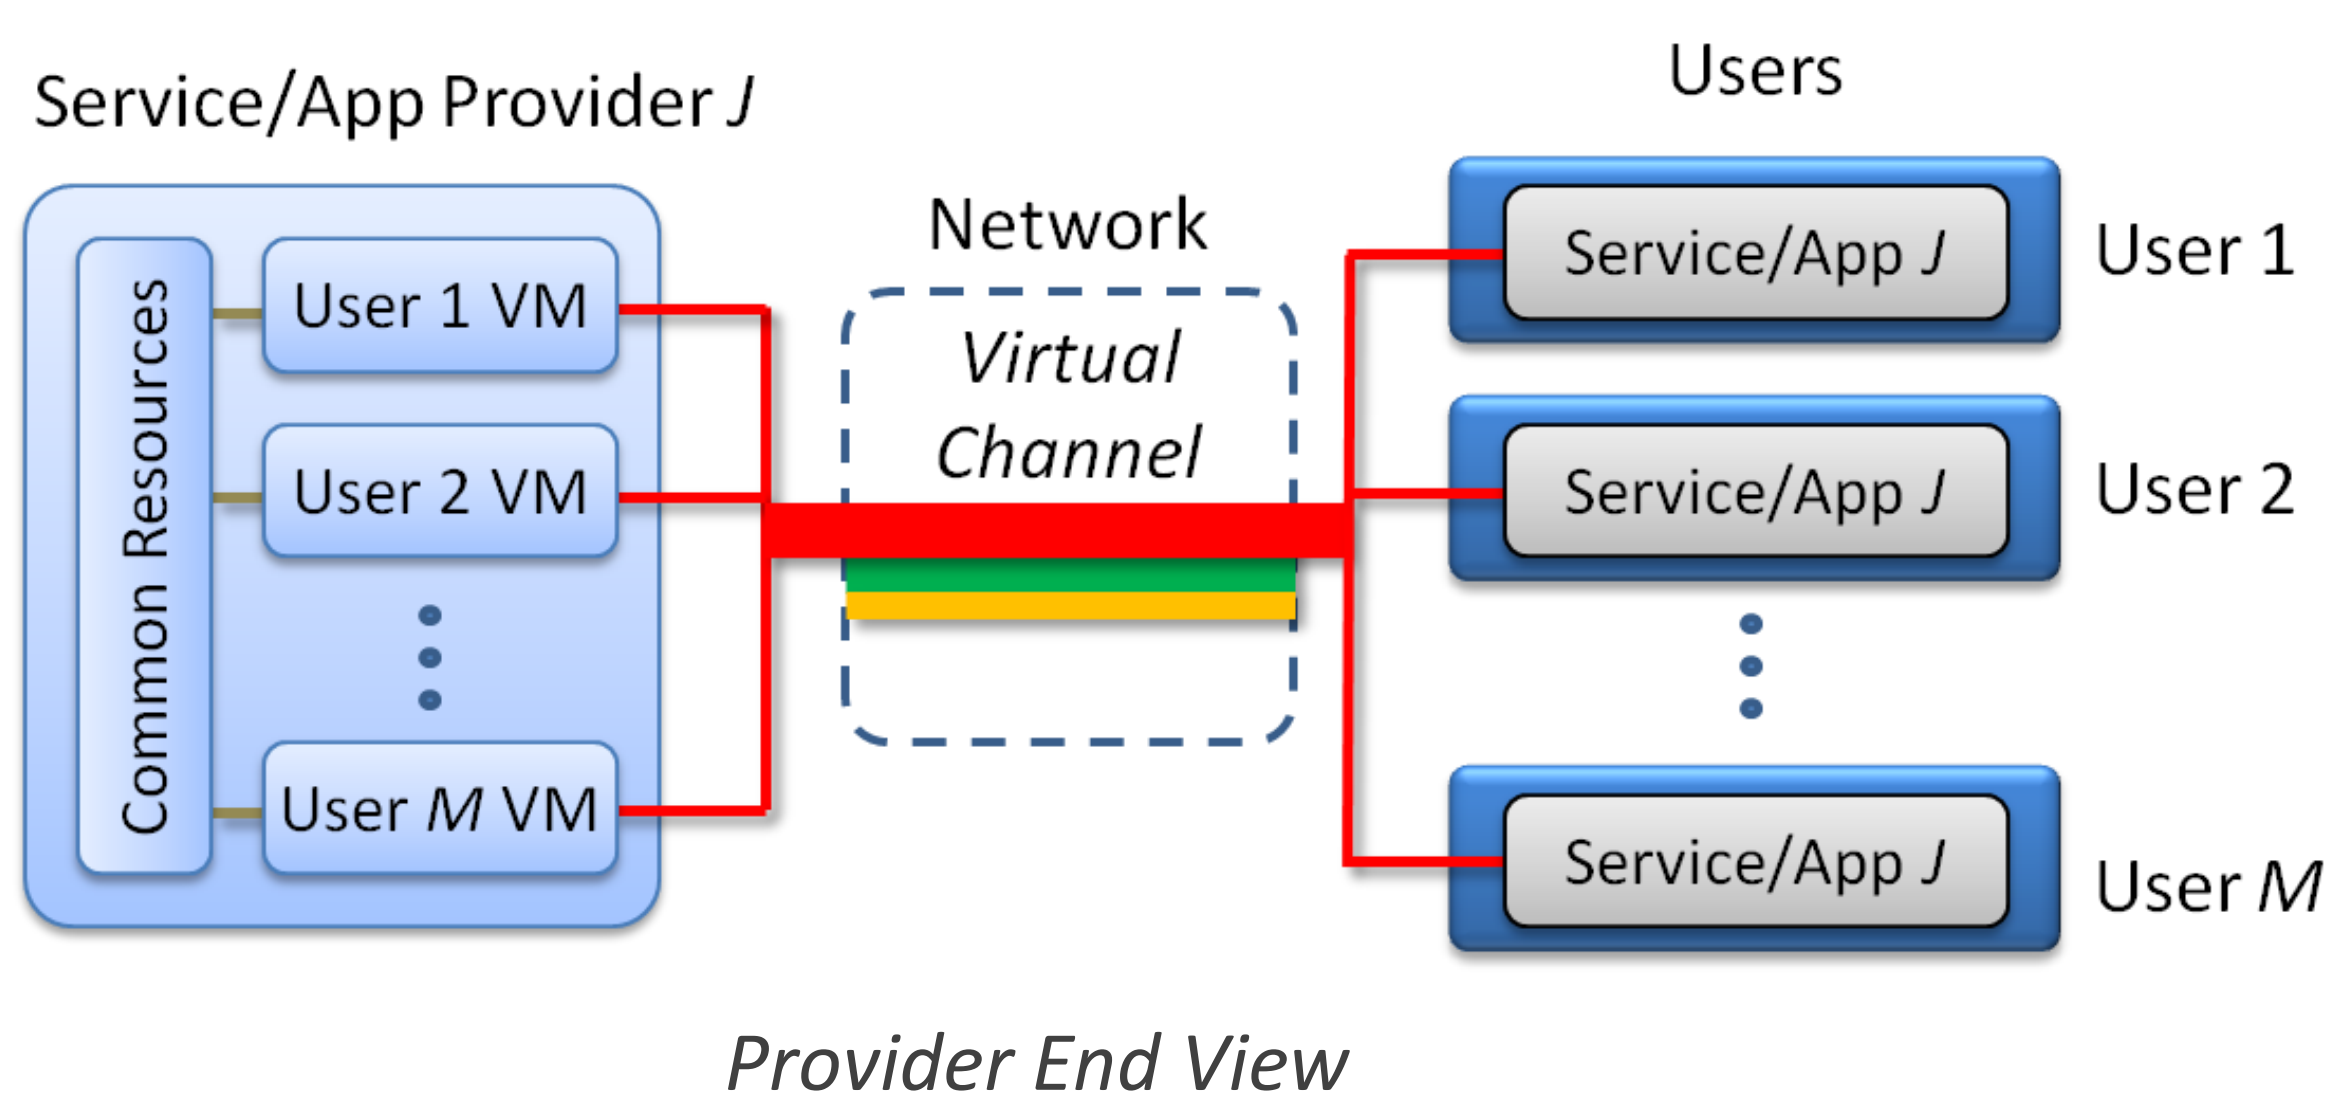 Service/App Provider J
Common Resources
User 1 VM
User 2 VM
User M VM
Network
Virtual
Channel
Users
Service/App J
User 1
Service/App J
User 2
Service/App J
User M
Provider End View